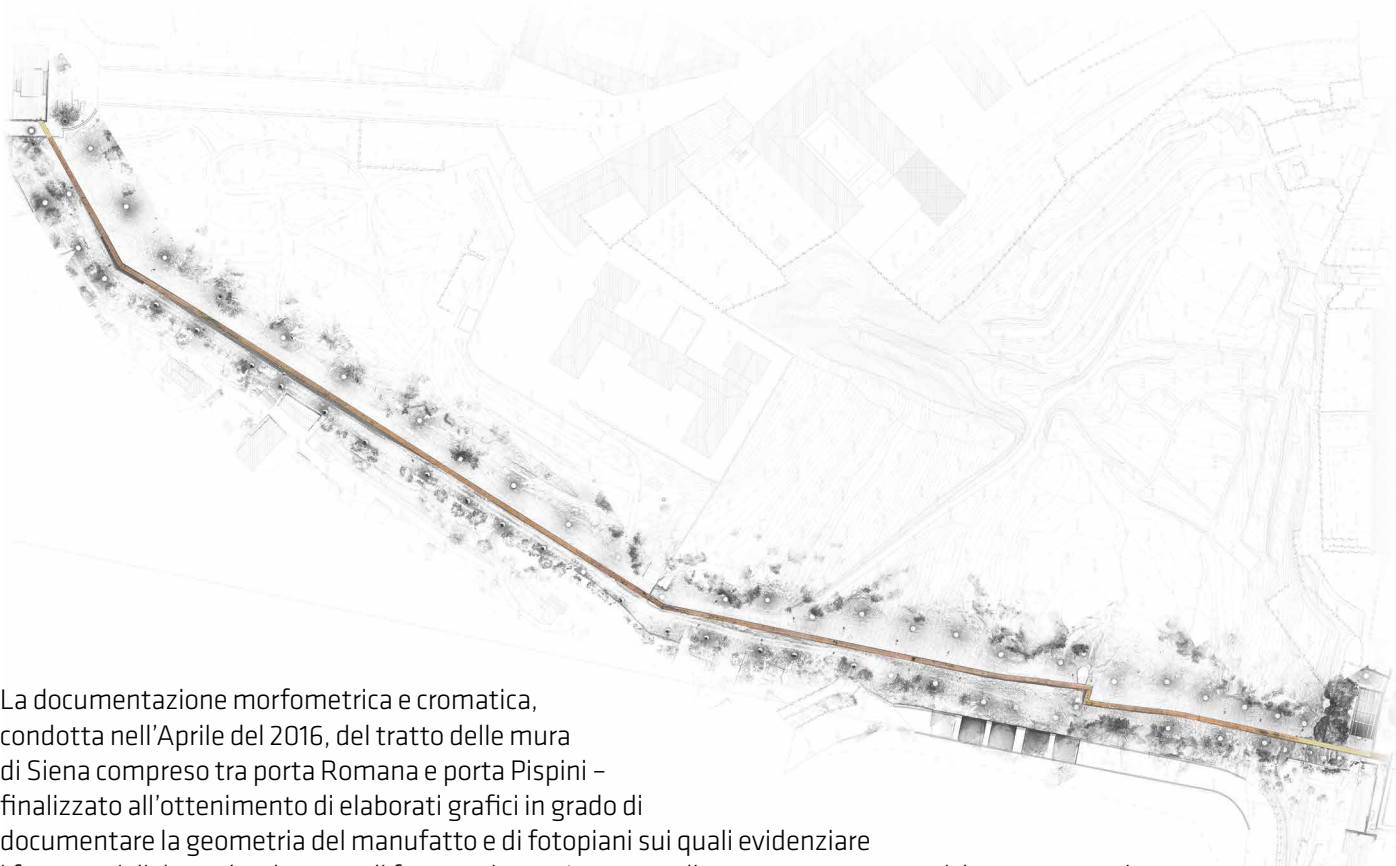 La documentazione morfometrica e cromatica,
condotta nell’Aprile del 2016, del tratto delle mura
di Siena compreso tra porta Romana e porta Pispini –
finalizzato all’ottenimento di elaborati grafici in grado di
documentare la geometria del manufatto e di fotopiani sui quali evidenziare